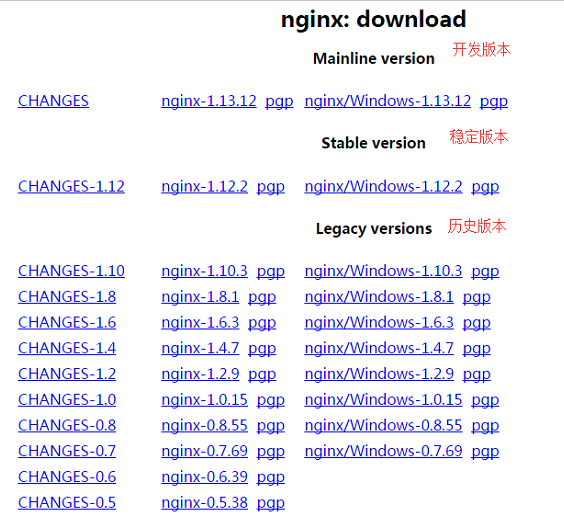 nginx: download
Mainline version 开发版本
CHANGES nginx-1.13.12 pgp nginx/Windows-1.13.12 pgp
Stable version 稳定版本
CHANGES-1.12 nginx-1.12.2 pgp nginx/Windows-1.12.2 pgp
Legacy versions 历史版本
CHANGES-1.10 nginx-1.10.3 pgp nginx/Windows-1.10.3 pgp
CHANGES-1.8 nginx-1.8.1 pgp nginx/Windows-1.8.1 pgp
CHANGES-1.6 nginx-1.6.3 pgp nginx/Windows-1.6.3 pgp
CHANGES-1.4 nginx-1.4.7 pgp nginx/Windows-1.4.7 pgp
CHANGES-1.2 nginx-1.2.9 pgp nginx/Windows-1.2.9 pgp
CHANGES-1.0 nginx-1.0.15 pgp nginx/Windows-1.0.15 pgp
CHANGES-0.8 nginx-0.8.55 pgp nginx/Windows-0.8.55 pgp
CHANGES-0.7 nginx-0.7.69 pgp nginx/Windows-0.7.69 pgp
CHANGES-0.6 nginx-0.6.39 pgp
CHANGES-0.5 nginx-0.5.38 pgp